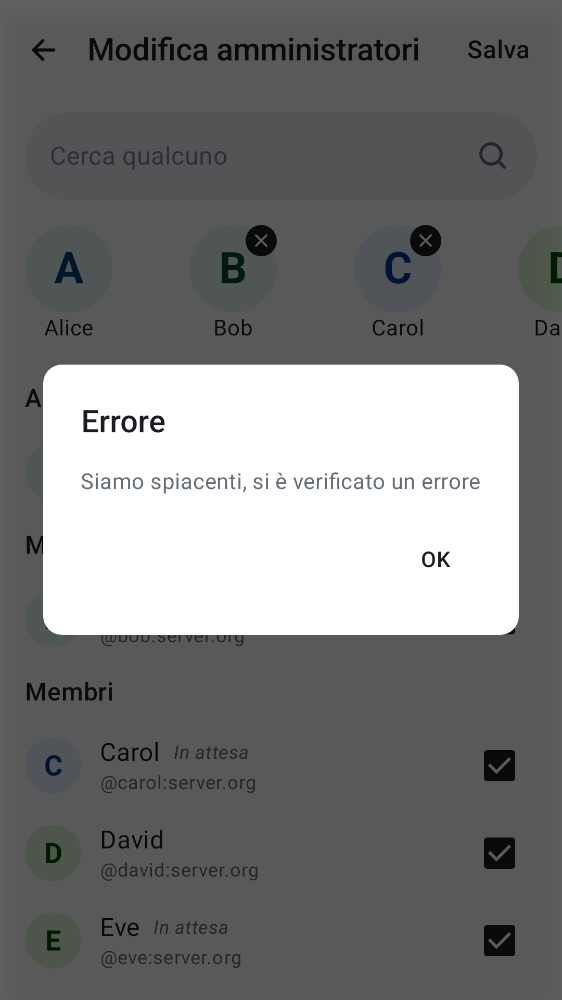 Modifica amministratori
Salva
Cerca qualcuno
A
B
C
D
Alice
Bob
Carol
Da
A
Errore
Siamo spiacenti, si è verificato un errore
M
OK
@bob:server.org
Membri
C
Carol In attesa
@carol:server.org
D
David
@david:server.org
E
Eve In attesa
@eve:server.org